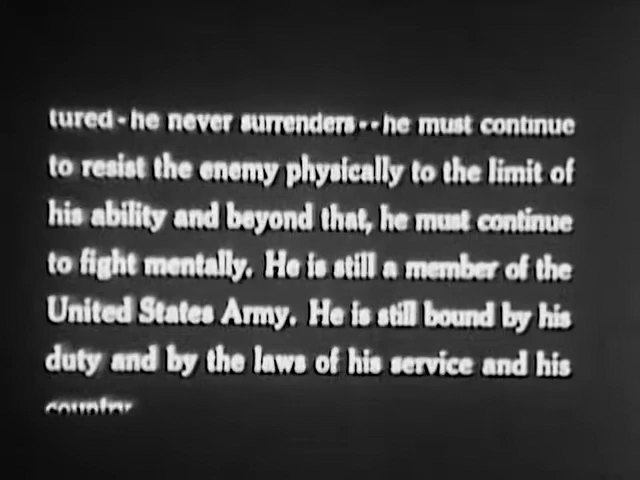 tured - he never surrenders - - he must continue
to resist the enemy physically to the limit of
his ability and beyond that, he must continue
to fight mentally. He is still a member of the
United States Army. He is still bound by his
duty and by the laws of his service and his
country